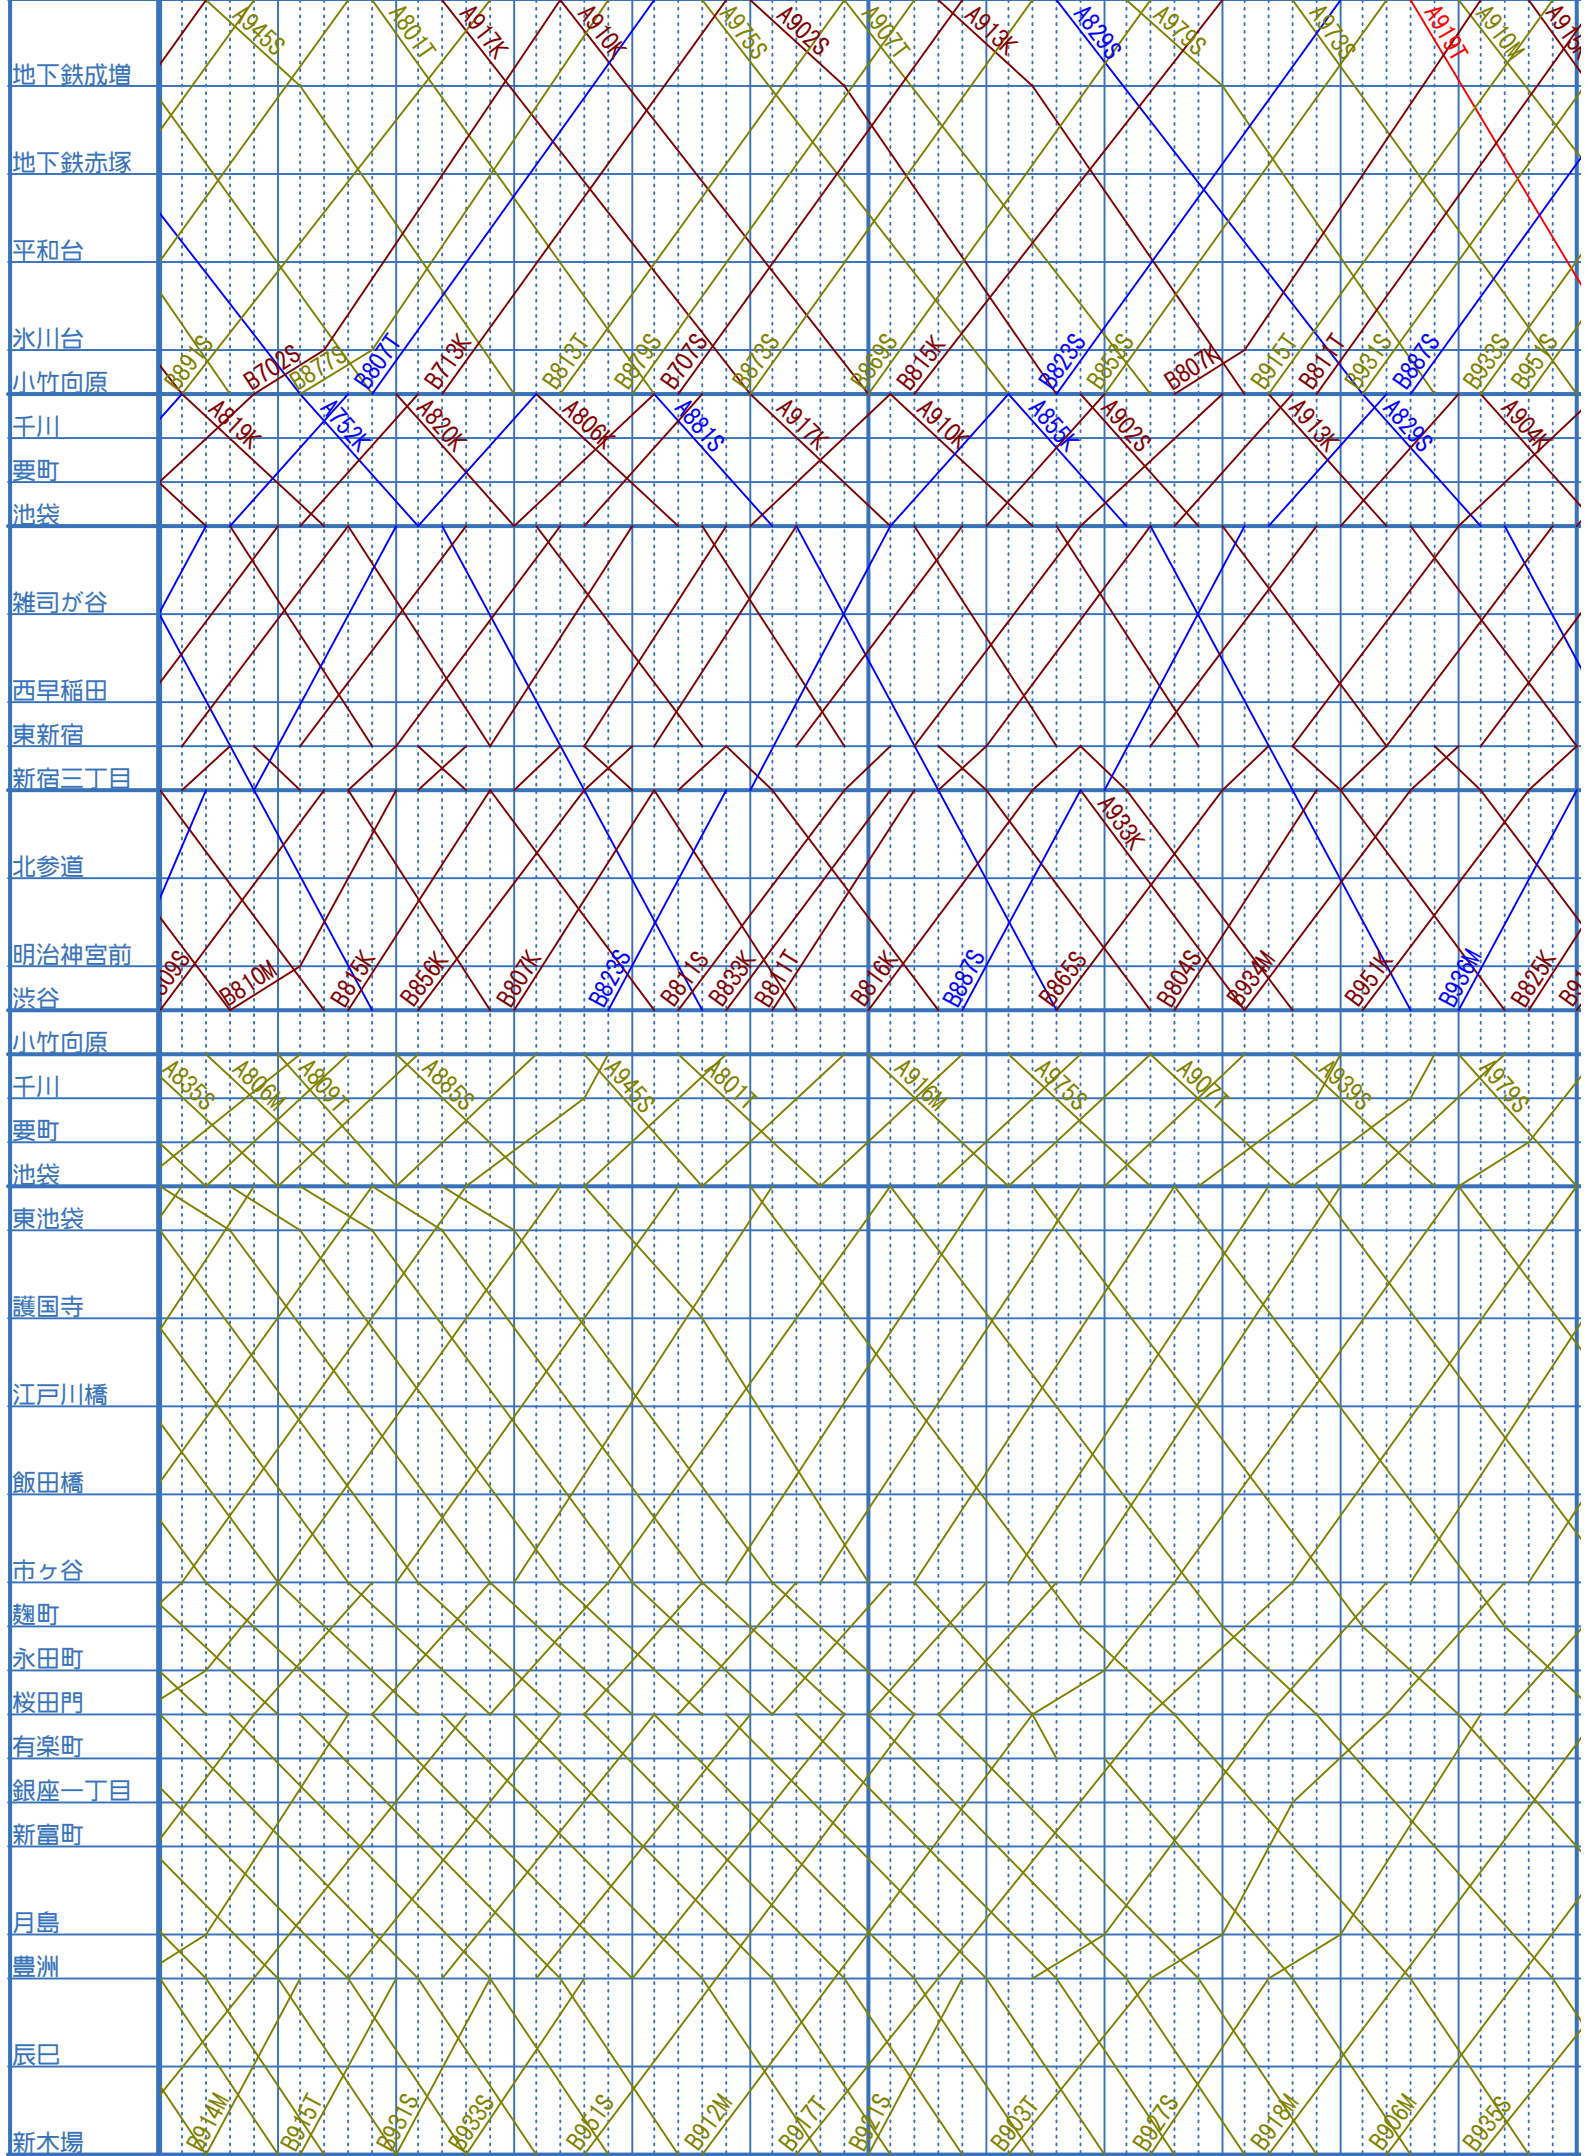 A945S A801T A917K A910K A975S A902S A907T A913K A829S A979S A973S A919T A910M
地下鉄成増
地下鉄赤塚
平和台
氷川台
B891S B702S B877S B807T B713K B813T B879S B707S B873S B869S B815K B823S B853S B807K B915T B811T B931S B887S B933S B951S
小竹向原
A819K A752K A820K A806K A881S A917K A910K A855K A902S A913K A829S A904K
千川
要町
池袋
雑司が谷
西早稲田
東新宿
新宿三丁目
A933K
北参道
明治神宮前
B810M B815K B856K B807K B823S B811S B833K B811T B816K B887S B865S B804S B934M B951K B936M B825K
渋谷
小竹向原
A835S A806M A809T A885S A945S A801T A916M A975S A907T A939S A979S
千川
要町
池袋
東池袋
護国寺
江戸川橋
飯田橋
市ヶ谷
麹町
永田町
桜田門
有楽町
銀座一丁目
新富町
月島
豊洲
辰巳
B914M B915T B931S B933S B951S B912M B917T B921S B903T B927S B918M B906M B935S
新木場